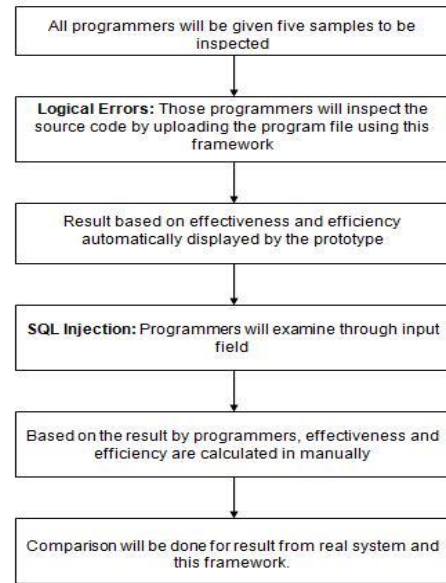 All programmers will be given five samples to be
inspected
Logical Errors: Those programmers will inspect the
source code by uploading the program file using this
framework
Result based on effectiveness and efficiency
automatically displayed by the prototype
SQL Injection: Programmers will examine through input
field
Based on the result by programmers, effectiveness and
efficiency are calculated in manually
Comparison will be done for result from real system and
this framework.